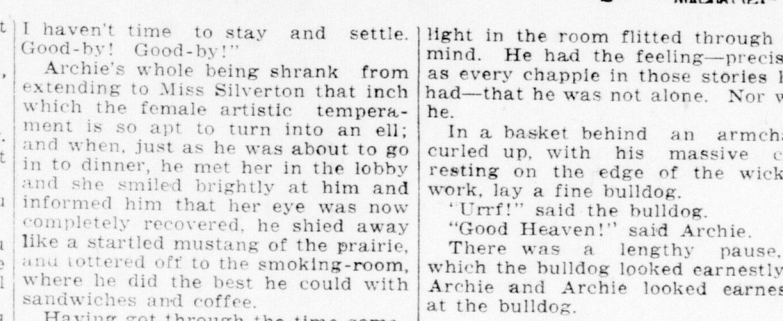 I haven't time to stay and settle.
Good-by! Good-by!"
Archie's whole being shrank from
extending to Miss Silverton that inch
which the female artistic tempera-
ment is so apt to turn into an ell;
and when, just as he was about to go
in to dinner, he met her in the lobby
and she smiled brightly at him and
informed him that her eye was now
completely recovered, he shied away
like a startled mustang of the prairie,
and tottered off to the smoking-room,
where he did the best he could with
sandwiches and coffee.
Having got through the time
light in the room flitted through
mind. He had the feeling—precis
as every chapple in those stories
had—that he was not alone. Nor
he.
In a basket behind an armcha
curled up, with his massive
resting on the edge of the wick
work, lay a fine bulldog.
"Urrf!" said the bulldog.
"Good Heaven!" said Archie.
There was a lengthy pause,
which the bulldog looked earnestly
Archie and Archie looked earnes
at the bulldog.